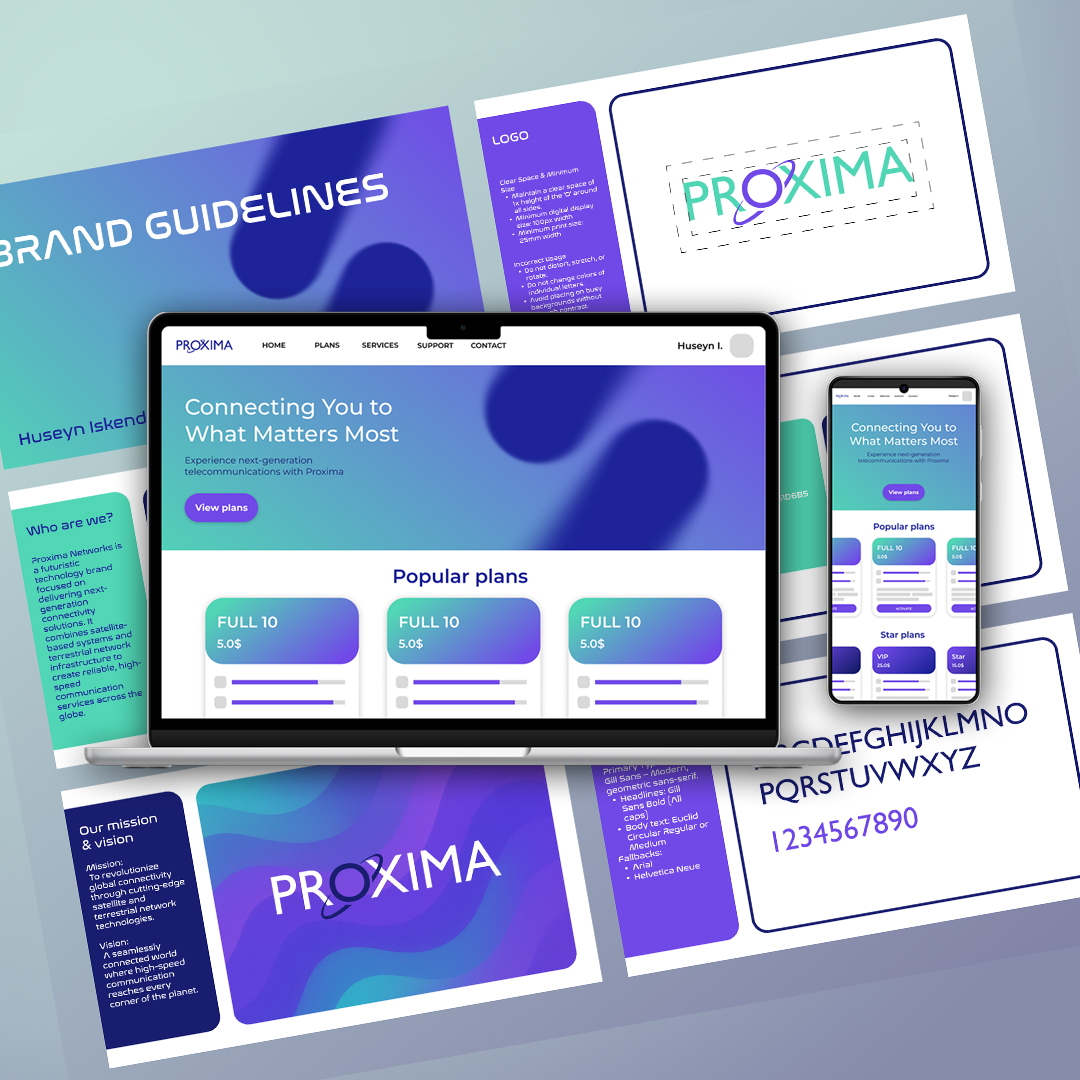 BRAND GUIDELINES
Huseyn Iskend
LOGO
Clear Space & Minimum
Size
• Maintain a clear space of
1x height of the 'O' around
all sides.
• Minimum digital display
size: 100px width
• Minimum print size:
25mm width
Incorrect Usage
• Do not distort, stretch, or
rotate.
• Do not change colors of
individual letters.
• Avoid placing on busy
backgrounds without
contrast.
PROXIMA
PROXIMA
HOME
PLANS
SERVICES
SUPPORT
CONTACT
Huseyn I.
Connecting You to
What Matters Most
Experience next-generation
telecommunications with Proxima
View plans
Popular plans
FULL 10
5.0$
FULL 10
5.0$
FULL 10
5.0$
Connecting You to
What Matters Most
Experience next-generation
telecommunications with Proxima
View plans
Popular plans
FULL 10
5.0$
FULL 10
5.0$
ACTIVATE
Star plans
VIP
25.0$
Star
15.0$
1D6B5
Who are we?
Proxima Networks is
a futuristic
technology brand
focused on
delivering next-
generation
connectivity
solutions. It
combines satellite-
based systems and
terrestrial network
infrastructure to
create reliable, high-
speed
communication
services across the
globe.
Our mission
& vision
Mission:
To revolutionize
global connectivity
through cutting-edge
satellite and
terrestrial network
technologies.
Vision:
A seamlessly
connected world
where high-speed
communication
reaches every
corner of the planet.
PROXIMA
Primary
Gill Sans – Modern,
geometric sans-serif.
• Headlines: Gill
Sans Bold (All
caps)
• Body text: Euclid
Circular Regular or
Medium
Fallbacks:
• Arial
• Helvetica Neue
CDEFGHIJKLMNO
PQRSTUVWXYZ
1234567890